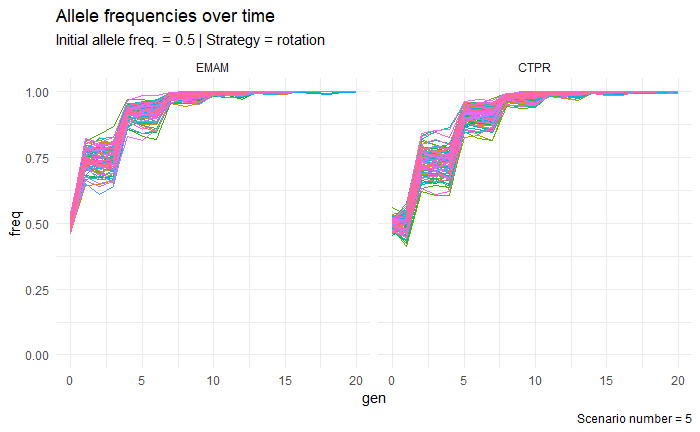 Allele frequencies over time
Initial allele freq. = 0.5 | Strategy = rotation
EMAM CTPR
1.00
0.75
0.50
0.25
0.00
freq
0 5 10 15 20 0 5 10 15 20
gen
Scenario number = 5